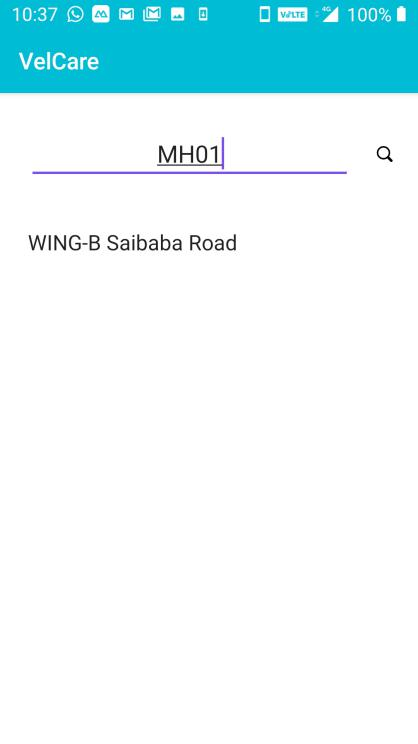 10:37 VoLTE 4G 100%
VelCare
MH01
WING-B Saibaba Road